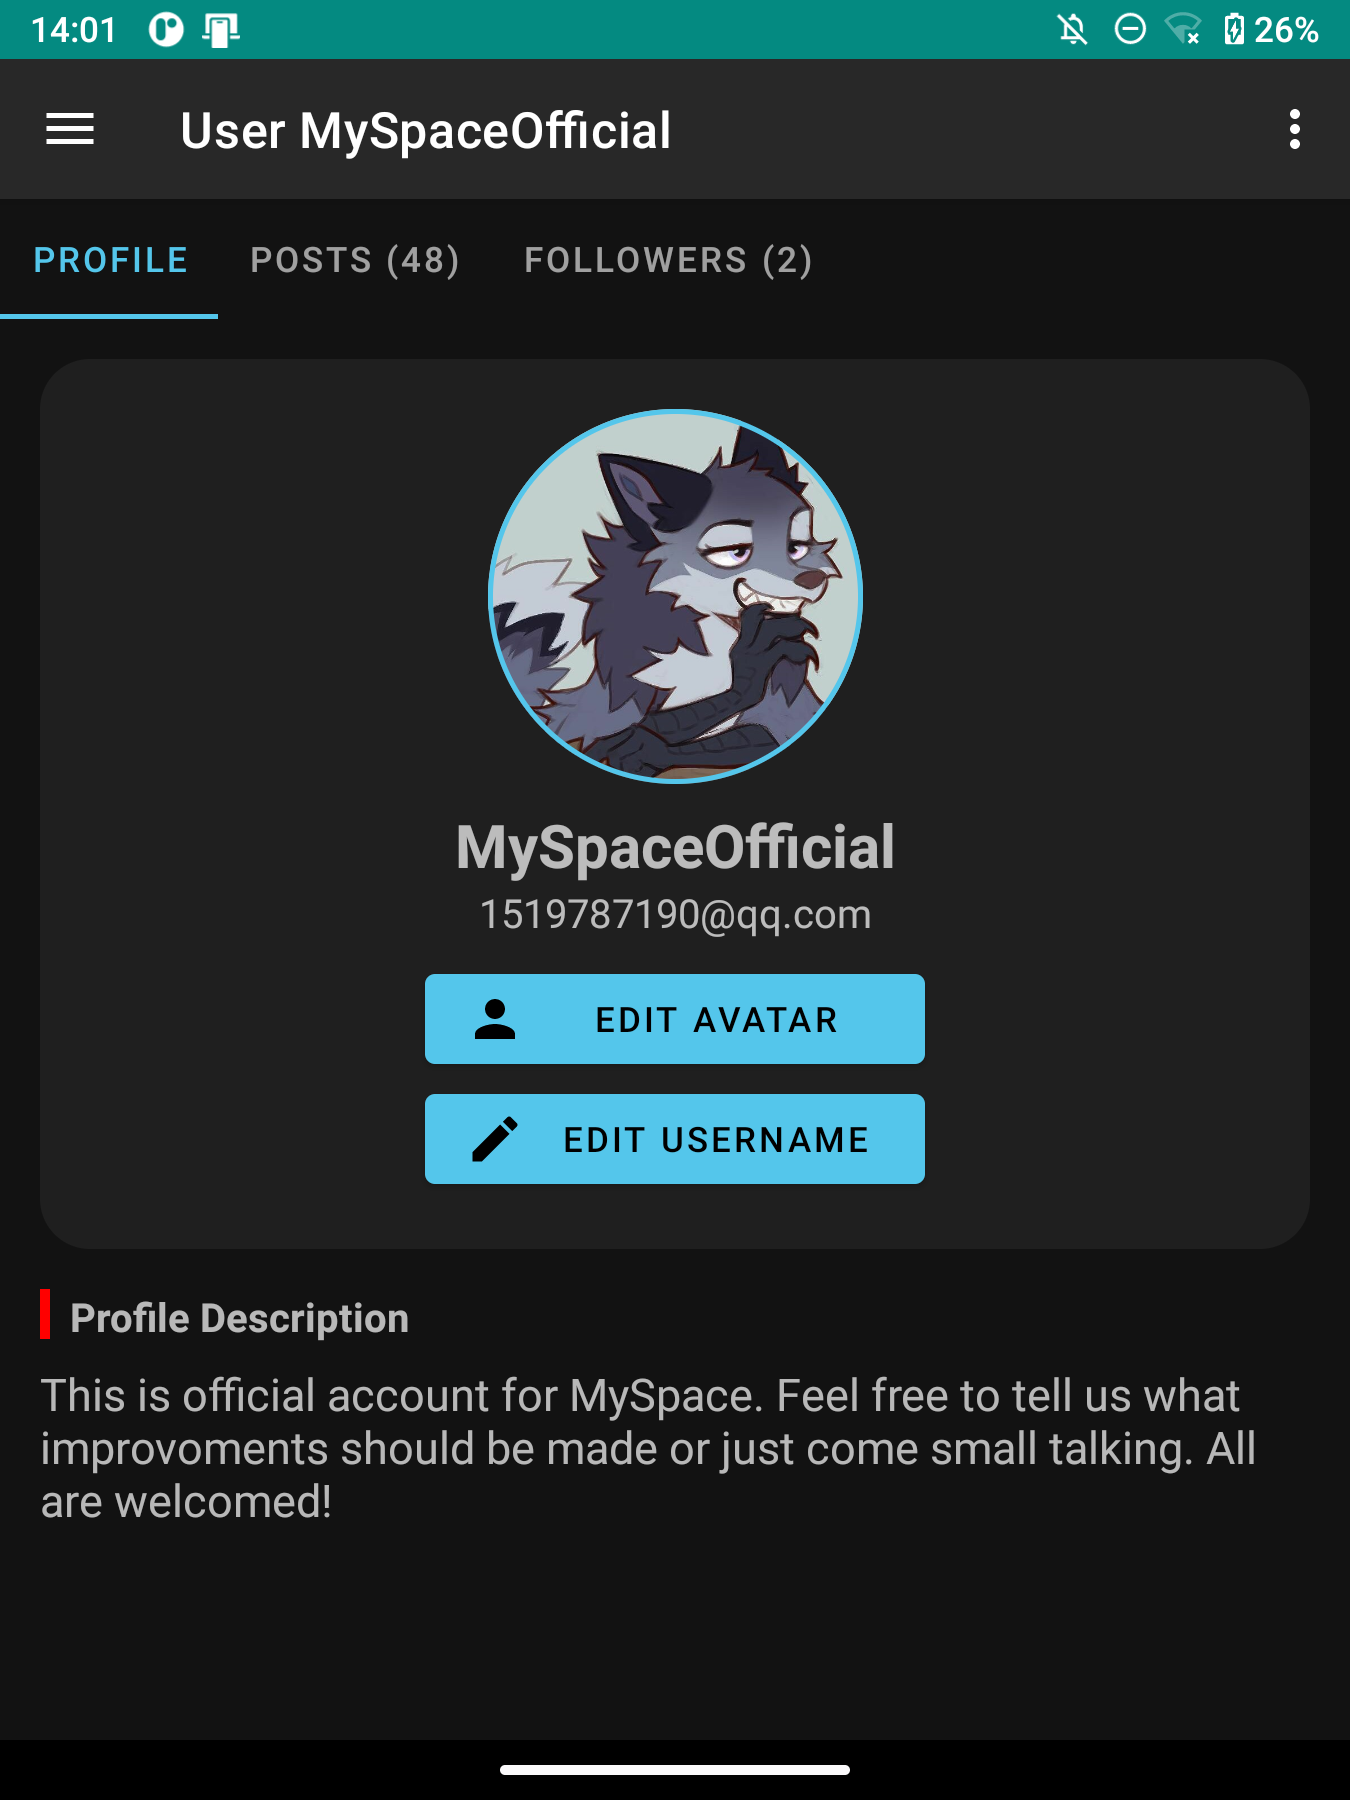 14:01
26%
User MySpaceOfficial
PROFILE
POSTS (48)
FOLLOWERS (2)
MySpaceOfficial
1519787190@qq.com
EDIT AVATAR
EDIT USERNAME
Profile Description
This is official account for MySpace. Feel free to tell us what
improvoments should be made or just come small talking. All
are welcomed!